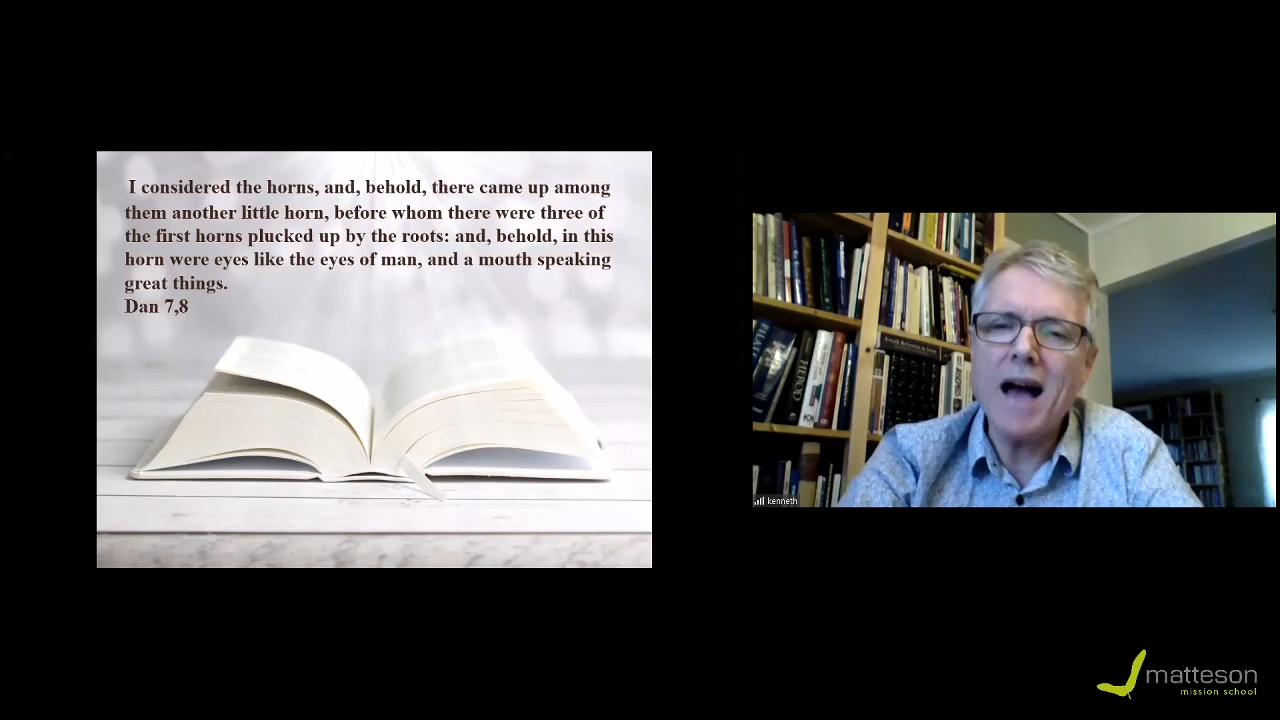 I considered the horns, and, behold, there came up among
them another little horn, before whom there were three of
the first horns plucked up by the roots: and, behold, in this
horn were eyes like the eyes of man, and a mouth speaking
great things.
Dan 7,8
HEROD
kenneth
matteson
mission school